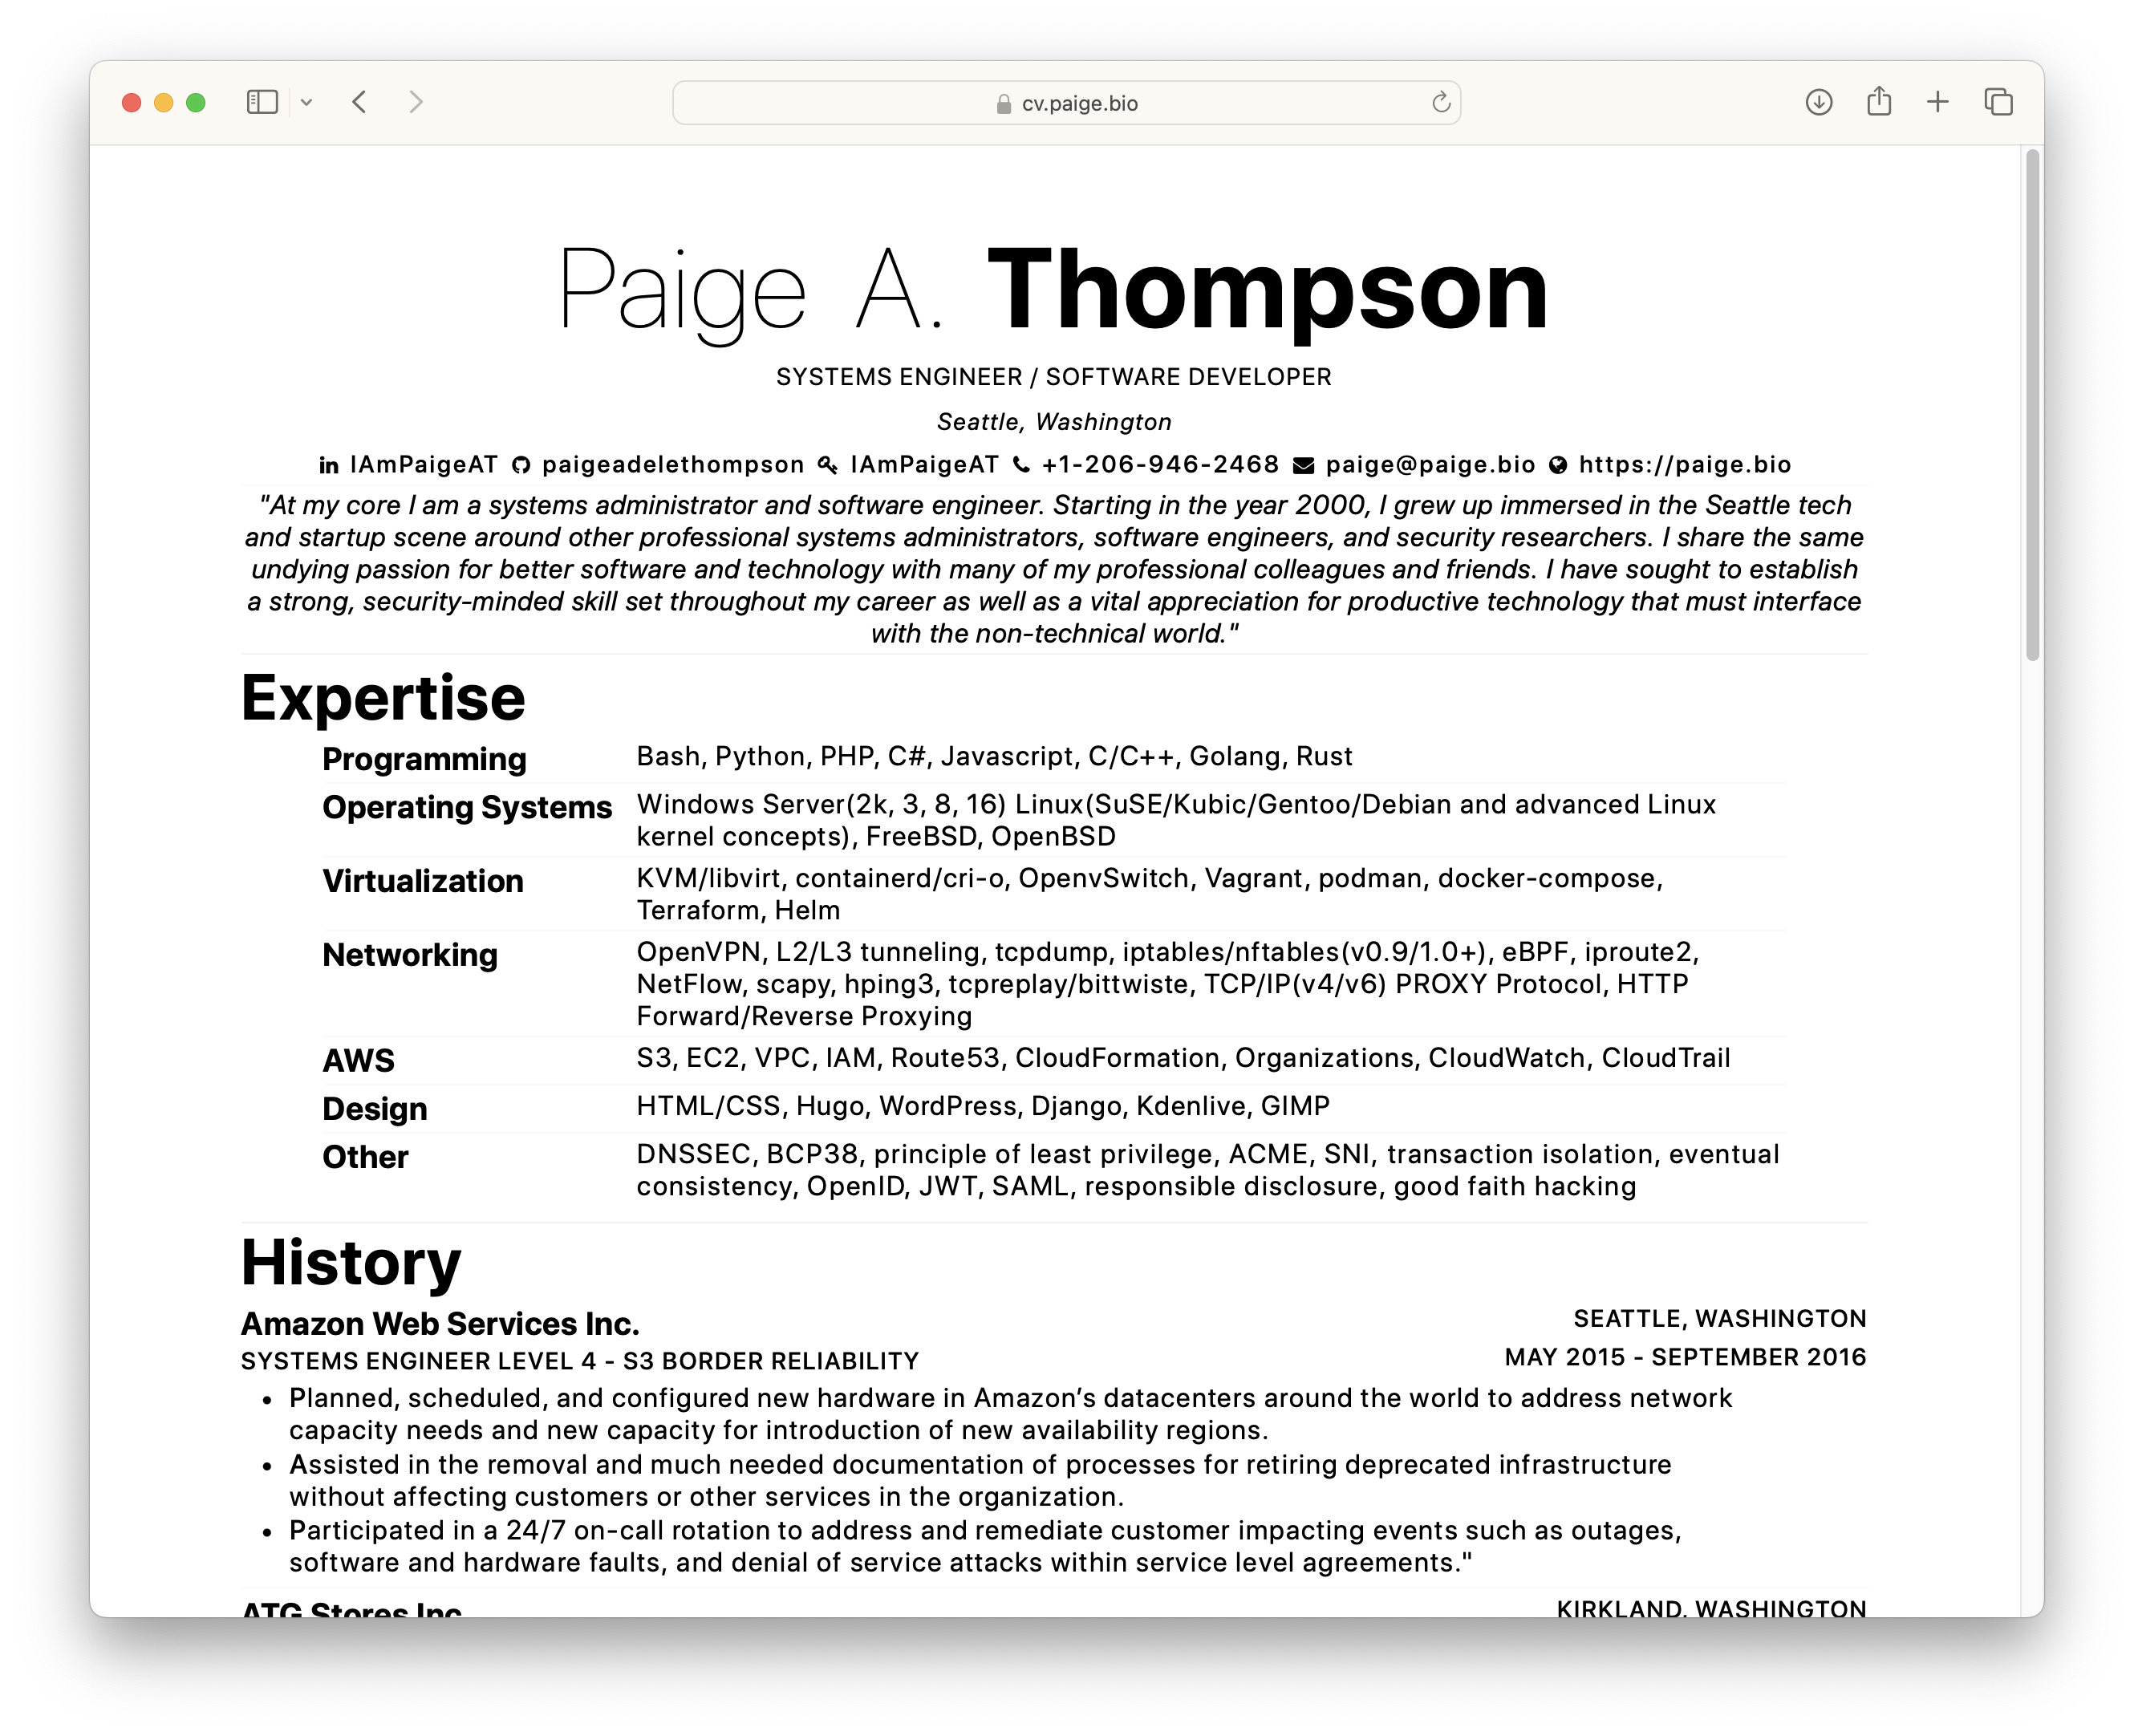 cv.paige.bio
Paige A. Thompson
SYSTEMS ENGINEER / SOFTWARE DEVELOPER
Seattle, Washington
IAmPaigeAT paigeadelethompson IAmPaigeAT +1-206-946-2468 paige@paige.bio https://paige.bio
"At my core I am a systems administrator and software engineer. Starting in the year 2000, I grew up immersed in the Seattle tech
and startup scene around other professional systems administrators, software engineers, and security researchers. I share the same
undying passion for better software and technology with many of my professional colleagues and friends. I have sought to establish
a strong, security-minded skill set throughout my career as well as a vital appreciation for productive technology that must interface
with the non-technical world."
Expertise
Programming Bash, Python, PHP, C#, Javascript, C/C++, Golang, Rust
Operating Systems Windows Server(2k, 3, 8, 16) Linux(SuSE/Kubic/Gentoo/Debian and advanced Linux
kernel concepts), FreeBSD, OpenBSD
Virtualization KVM/libvirt, containerd/cri-o, OpenvSwitch, Vagrant, podman, docker-compose,
Terraform, Helm
Networking OpenVPN, L2/L3 tunneling, tcpdump, iptables/nftables(v0.9/1.0+), eBPF, iproute2,
NetFlow, scapy, hping3, tcpreplay/bittwiste, TCP/IP(v4/v6) PROXY Protocol, HTTP
Forward/Reverse Proxying
AWS S3, EC2, VPC, IAM, Route53, CloudFormation, Organizations, CloudWatch, CloudTrail
Design HTML/CSS, Hugo, WordPress, Django, Kdenlive, GIMP
Other DNSSEC, BCP38, principle of least privilege, ACME, SNI, transaction isolation, eventual
consistency, OpenID, JWT, SAML, responsible disclosure, good faith hacking
History
Amazon Web Services Inc. SEATTLE, WASHINGTON
SYSTEMS ENGINEER LEVEL 4 - S3 BORDER RELIABILITY MAY 2015 - SEPTEMBER 2016
• Planned, scheduled, and configured new hardware in Amazon’s datacenters around the world to address network
capacity needs and new capacity for introduction of new availability regions.
• Assisted in the removal and much needed documentation of processes for retiring deprecated infrastructure
without affecting customers or other services in the organization.
• Participated in a 24/7 on-call rotation to address and remediate customer impacting events such as outages,
software and hardware faults, and denial of service attacks within service level agreements."
ATG Stores Inc KIRKLAND, WASHINGTON